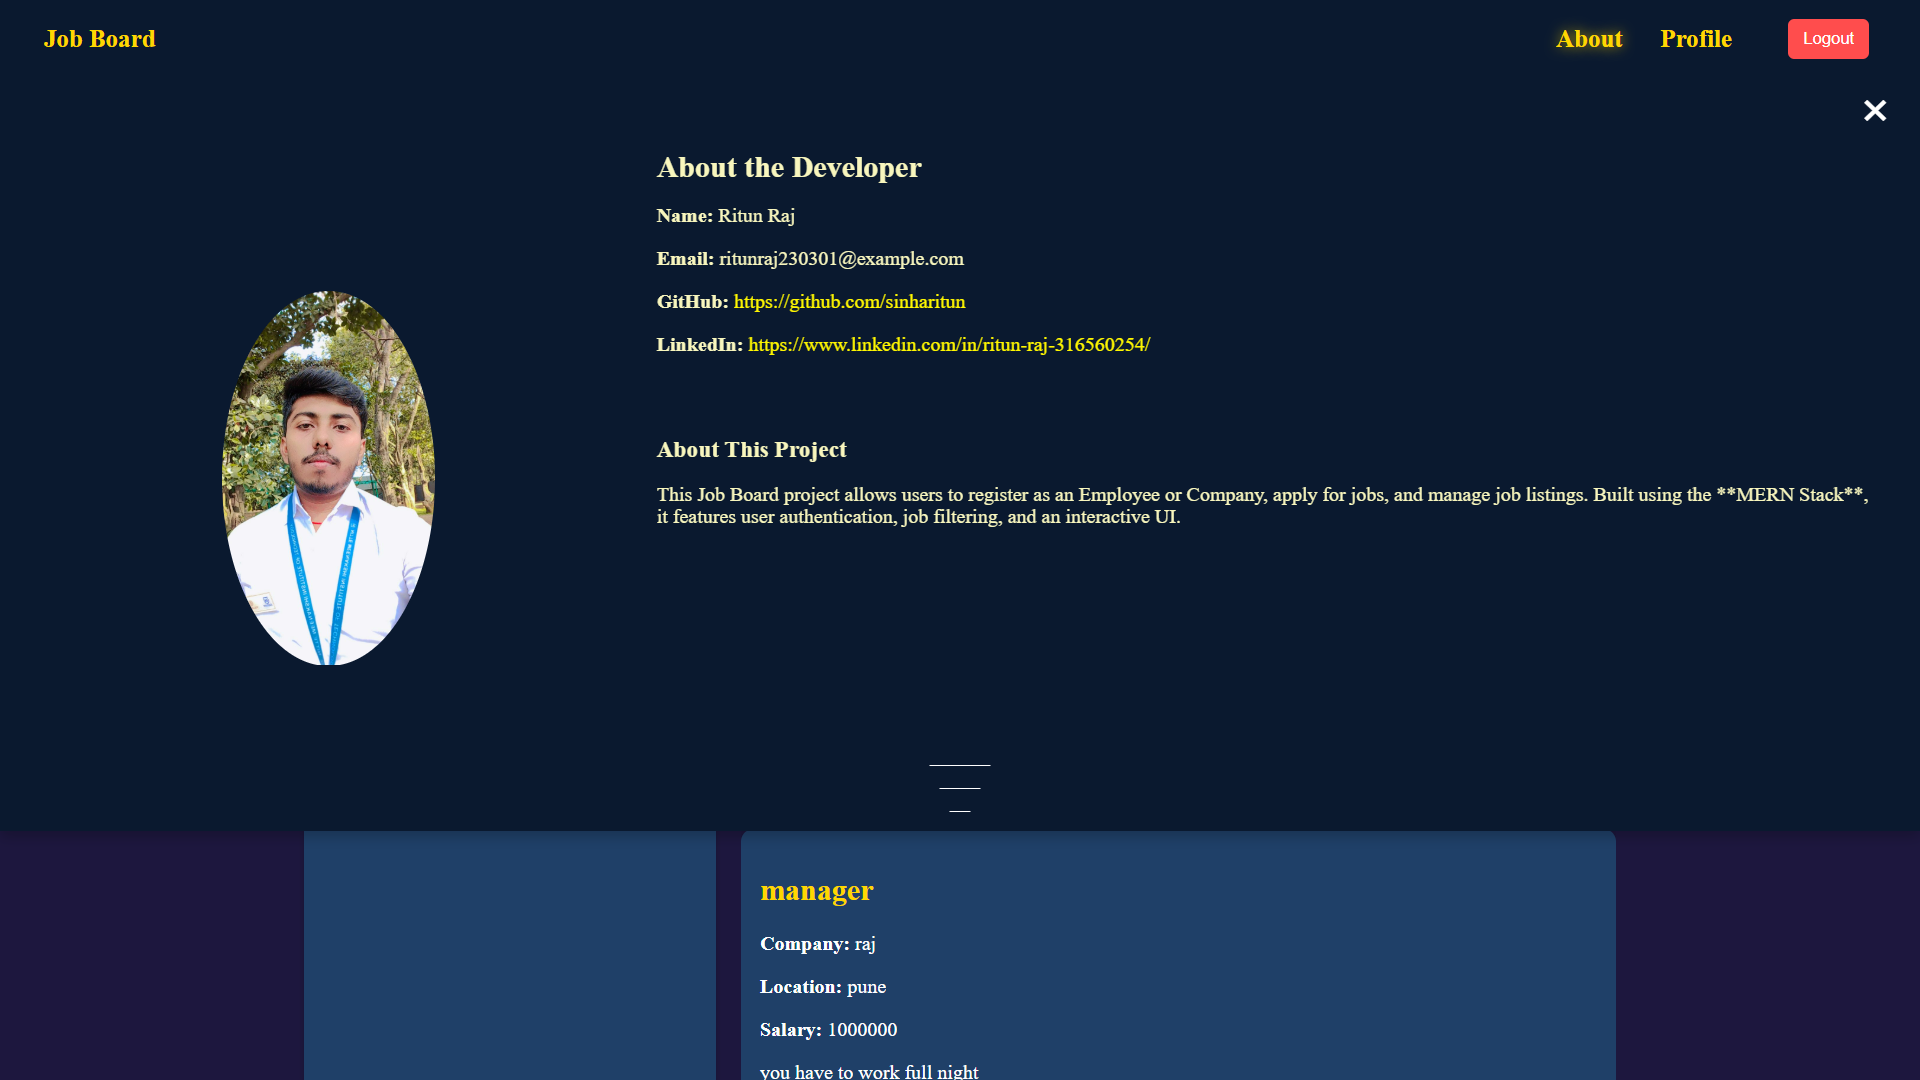 Job Board
About
Profile
Logout
About the Developer
Name: Ritun Raj
Email: ritunraj230301@example.com
GitHub: https://github.com/sinharitun
LinkedIn: https://www.linkedin.com/in/ritun-raj-316560254/
About This Project
This Job Board project allows users to register as an Employee or Company, apply for jobs, and manage job listings. Built using the **MERN Stack**,
it features user authentication, job filtering, and an interactive UI.
manager
Company: raj
Location: pune
Salary: 1000000
you have to work full night